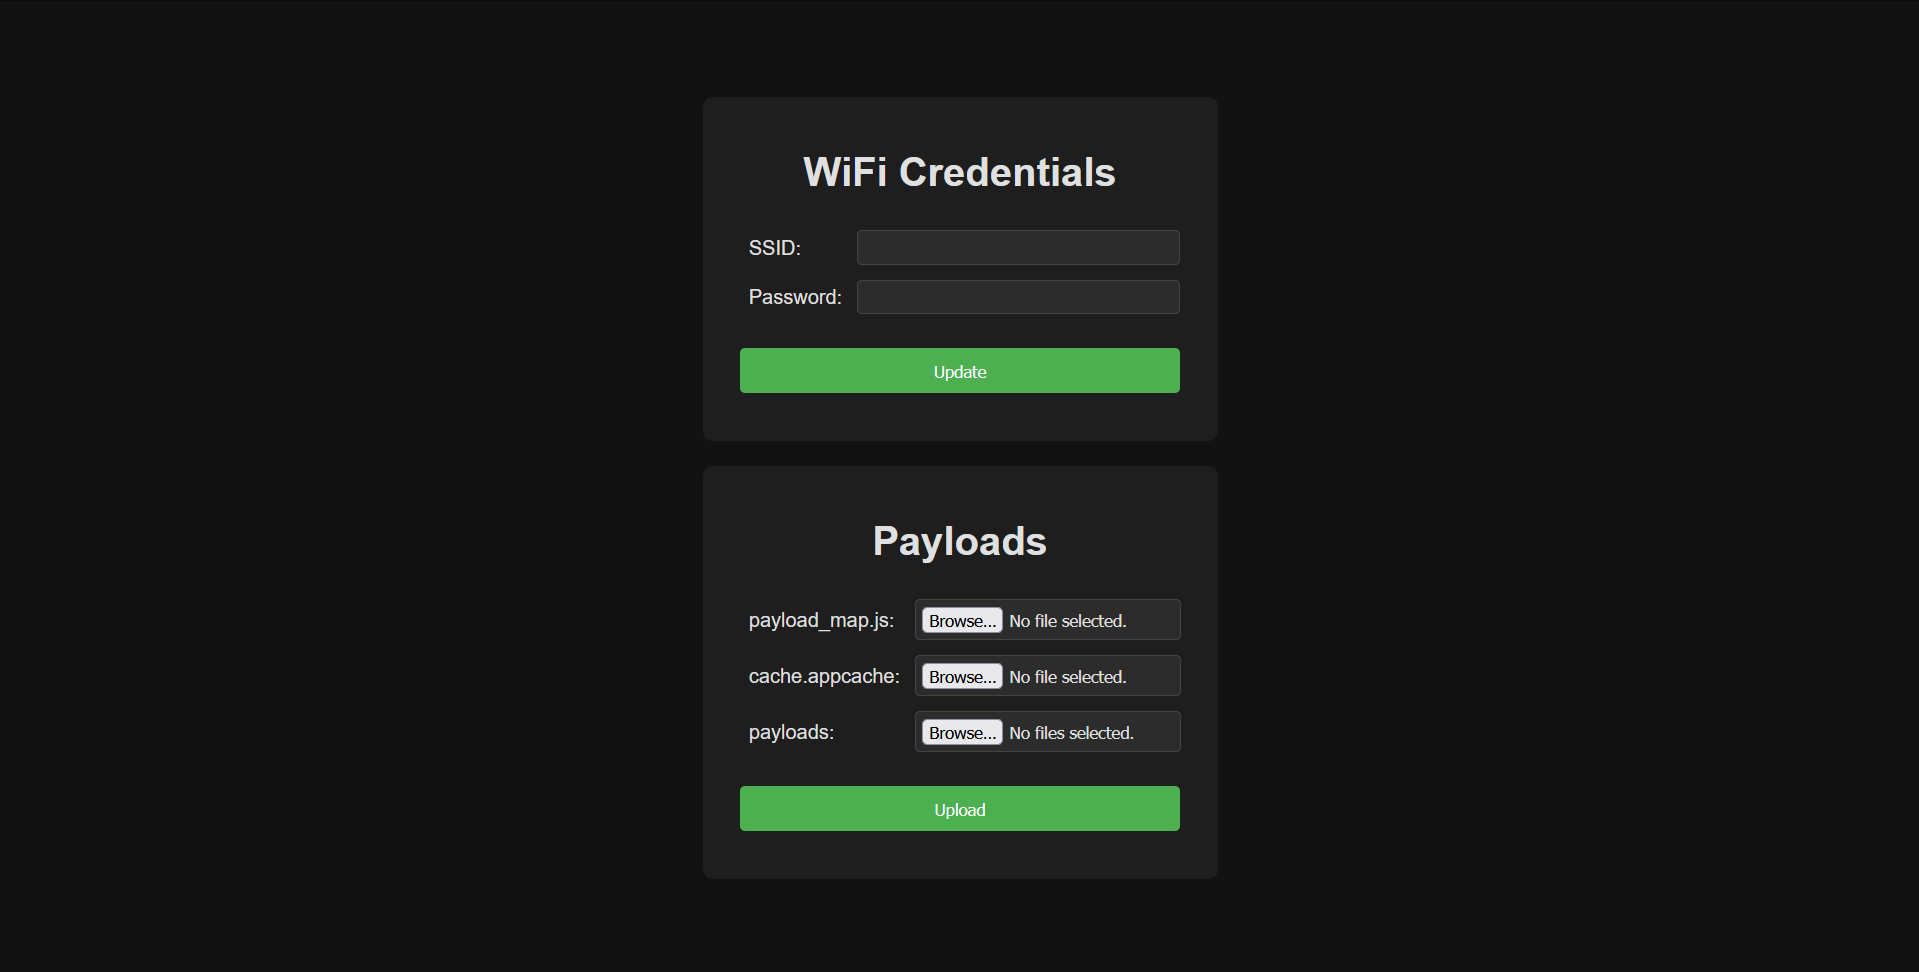 WiFi Credentials
SSID:
Password:
Update
Payloads
payload_map.js: Browse... No file selected.
cache.appcache: Browse... No file selected.
payloads: Browse... No files selected.
Upload